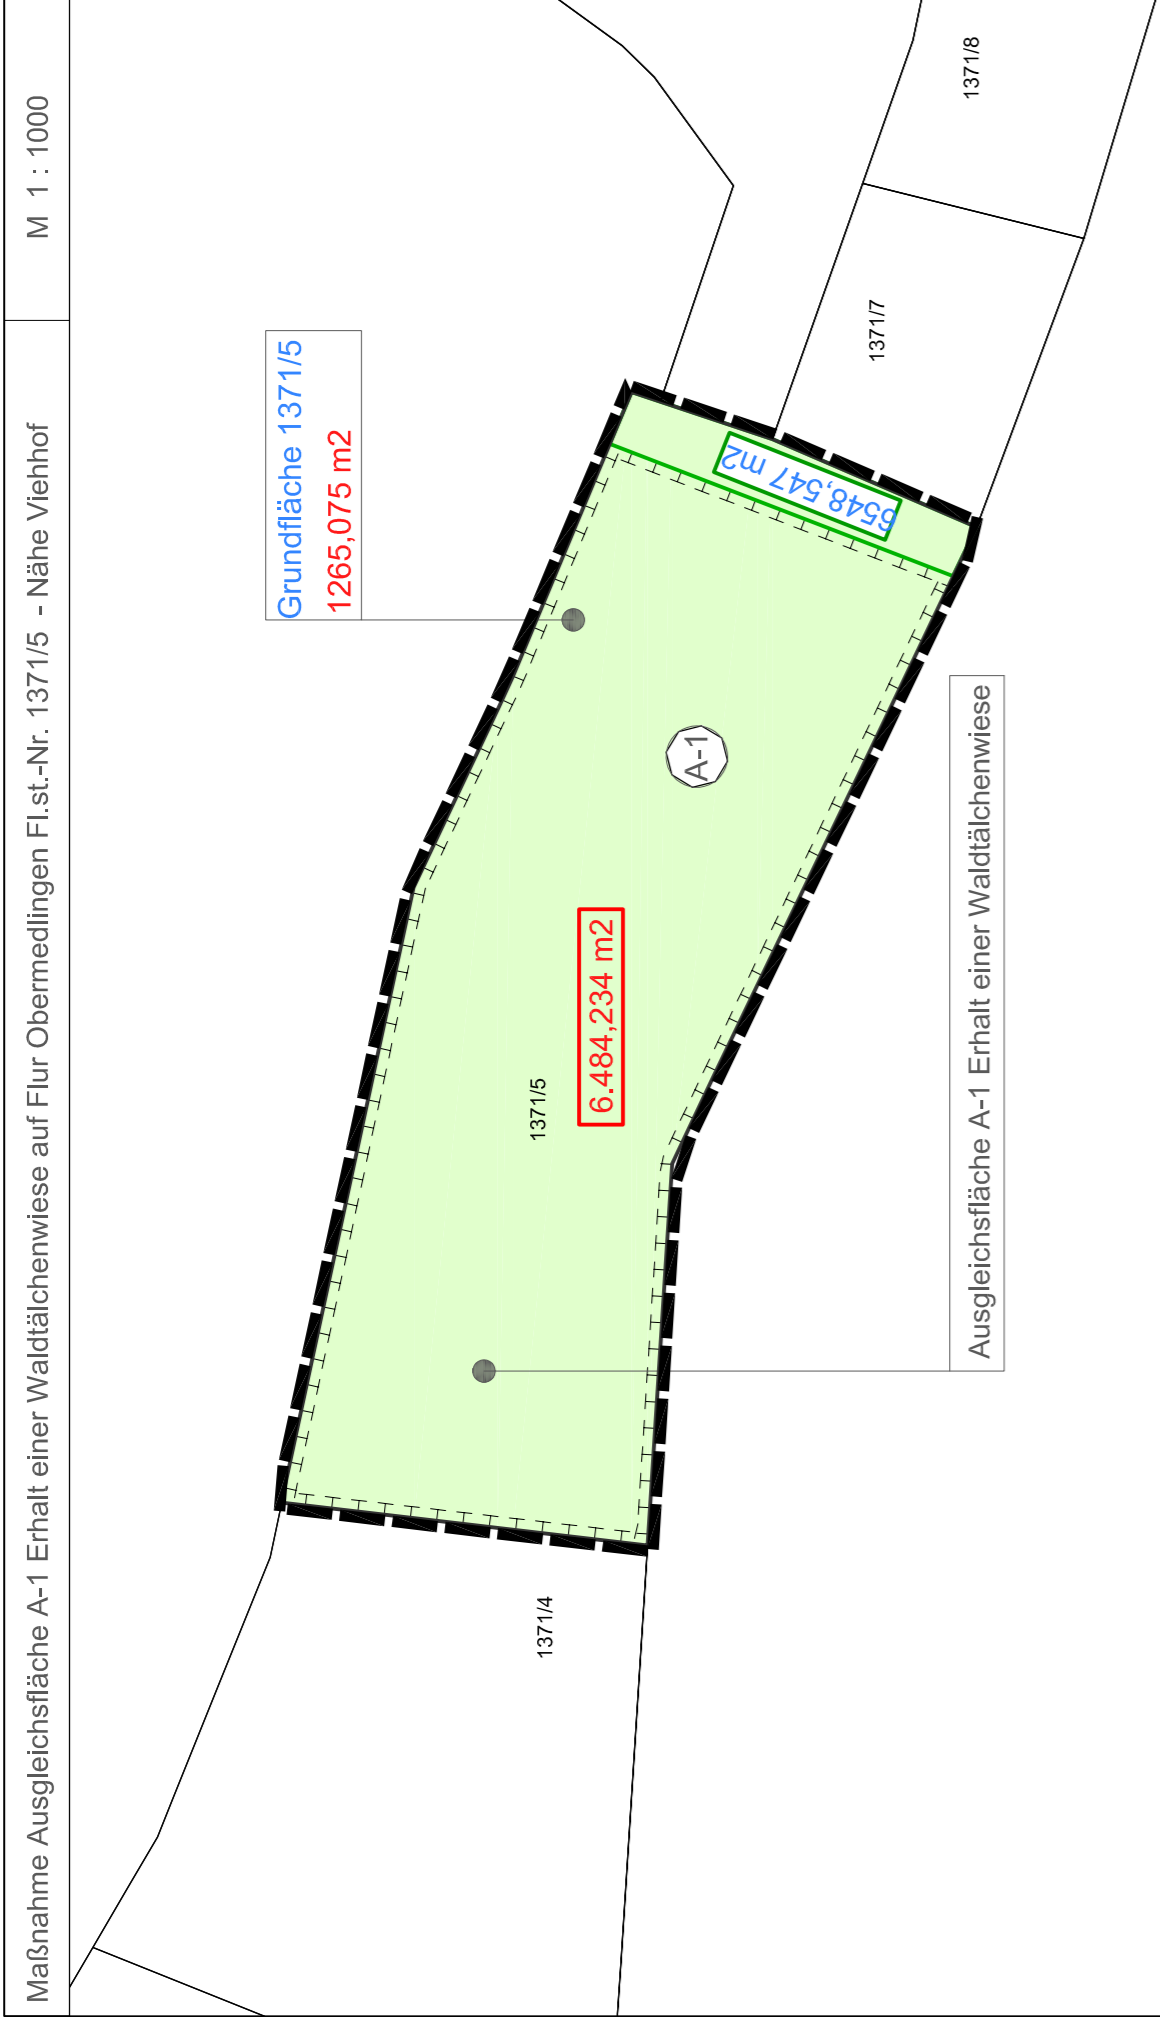 Maßnahme Ausgleichsfläche A-1 Erhalt einer Waldtälchenwiese auf Flur Obermedlingen Fl.st.-Nr. 1371/5 - Nähe Viehhof
M 1 : 1000
Grundfläche 1371/5
1265,075 m2
1371/4
1371/5
6.484,234 m2
A-1
6548,547 m2
1371/7
1371/8
Ausgleichsfläche A-1 Erhalt einer Waldtälchenwiese